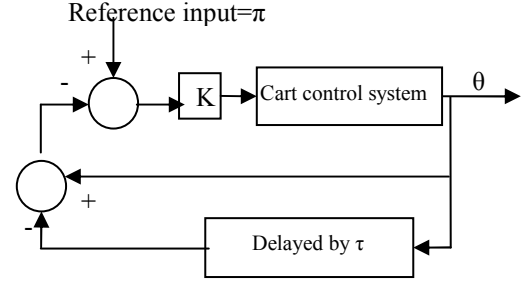 Reference input=π
+
-
K
Cart control system
θ
+
-
Delayed by τ